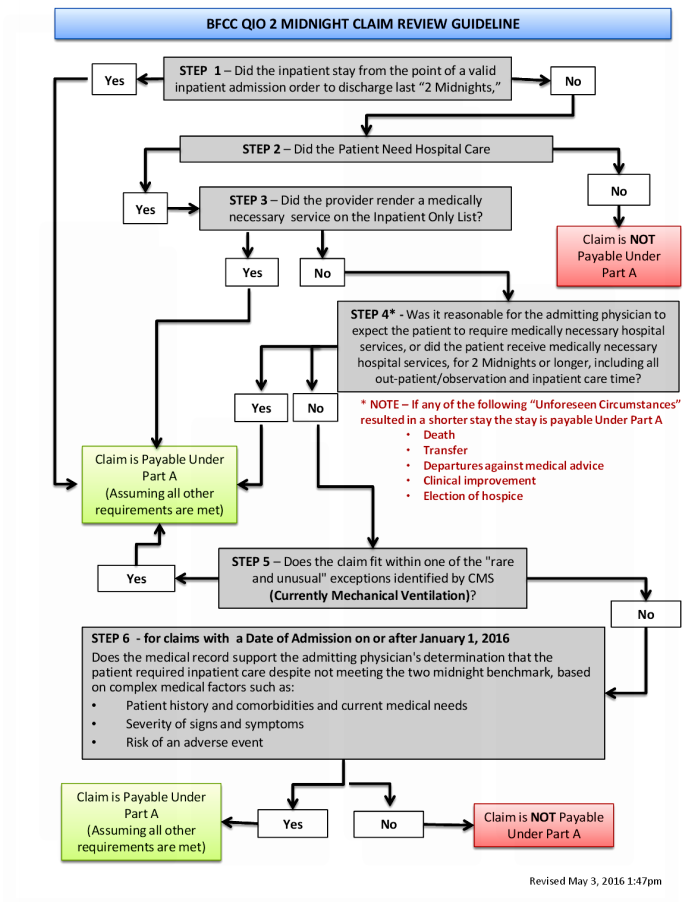 BFCC QIO 2 MIDNIGHT CLAIM REVIEW GUIDELINE
STEP 1 – Did the inpatient stay from the point of a valid
inpatient admission order to discharge last “2 Midnights,”
Yes
No
STEP 2 – Did the Patient Need Hospital Care
Yes
No
STEP 3 – Did the provider render a medically
necessary service on the Inpatient Only List?
Claim is NOT
Payable Under
Part A
Yes
No
STEP 4* - Was it reasonable for the admitting physician to
expect the patient to require medically necessary hospital
services, or did the patient receive medically necessary
hospital services, for 2 Midnights or longer, including all
out-patient/observation and inpatient care time?
Yes
No
* NOTE – If any of the following “Unforeseen Circumstances”
resulted in a shorter stay the stay is payable Under Part A
• Death
• Transfer
• Departures against medical advice
• Clinical improvement
• Election of hospice
Claim is Payable Under
Part A
(Assuming all other
requirements are met)
STEP 5 – Does the claim fit within one of the "rare
and unusual" exceptions identified by CMS
(Currently Mechanical Ventilation)?
Yes
No
STEP 6 - for claims with a Date of Admission on or after January 1, 2016
Does the medical record support the admitting physician's determination that the
patient required inpatient care despite not meeting the two midnight benchmark, based
on complex medical factors such as:
• Patient history and comorbidities and current medical needs
• Severity of signs and symptoms
• Risk of an adverse event
Claim is Payable Under
Part A
(Assuming all other
requirements are met)
Yes
No
Claim is NOT Payable
Under Part A
Revised May 3, 2016 1:47pm